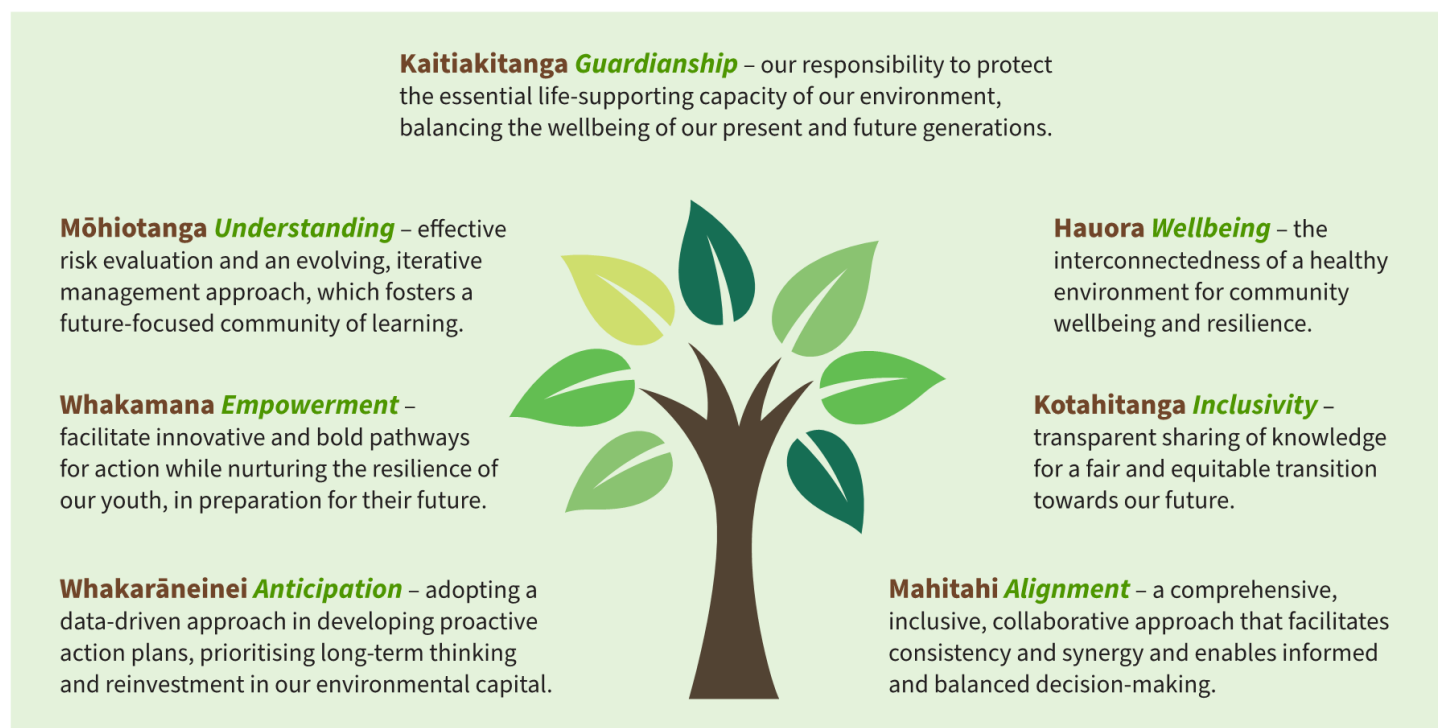 Kaitiakitanga Guardianship – our responsibility to protect
the essential life-supporting capacity of our environment,
balancing the wellbeing of our present and future generations.
Mōhiotanga Understanding – effective
risk evaluation and an evolving, iterative
management approach, which fosters a
future-focused community of learning.
Hauora Wellbeing – the
interconnectedness of a healthy
environment for community
wellbeing and resilience.
Whakamana Empowerment –
facilitate innovative and bold pathways
for action while nurturing the resilience of
our youth, in preparation for their future.
Kotahitanga Inclusivity –
transparent sharing of knowledge
for a fair and equitable transition
towards our future.
Whakarāneinei Anticipation – adopting a
data-driven approach in developing proactive
action plans, prioritising long-term thinking
and reinvestment in our environmental capital.
Mahitahi Alignment – a comprehensive,
inclusive, collaborative approach that facilitates
consistency and synergy and enables informed
and balanced decision-making.